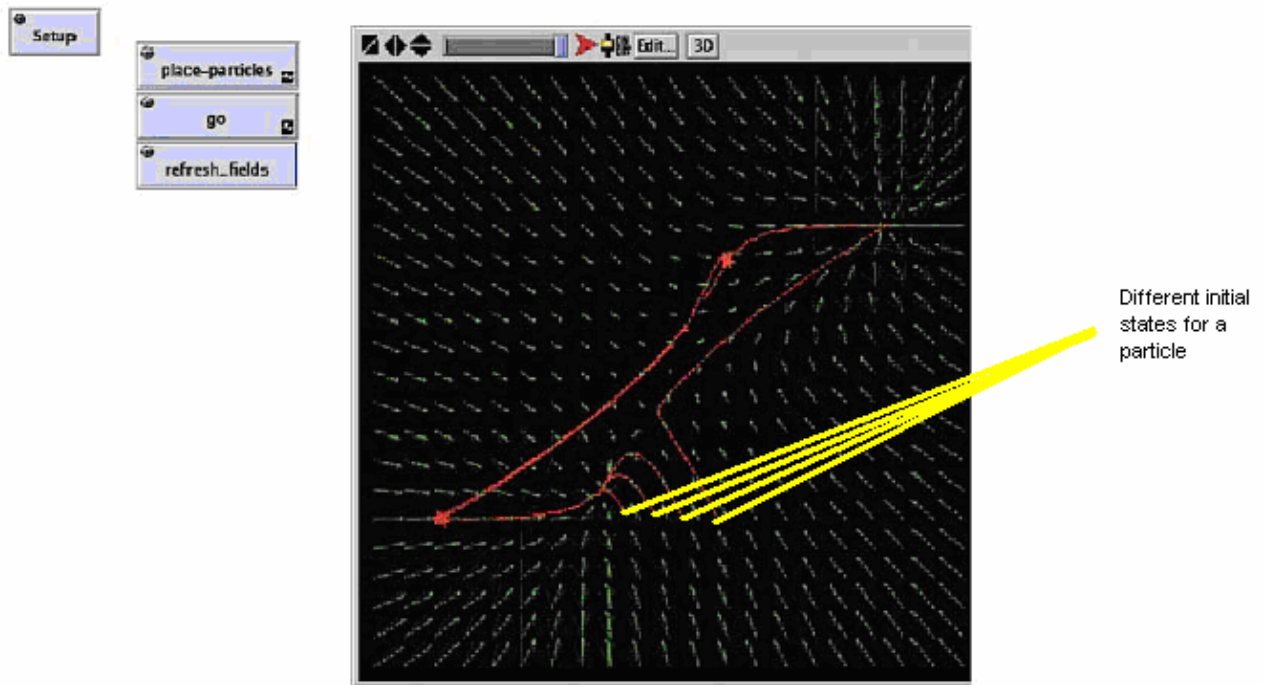 Setup
place-particles
go
refresh_fields
Edit...
3D
Different initial
states for a
particle